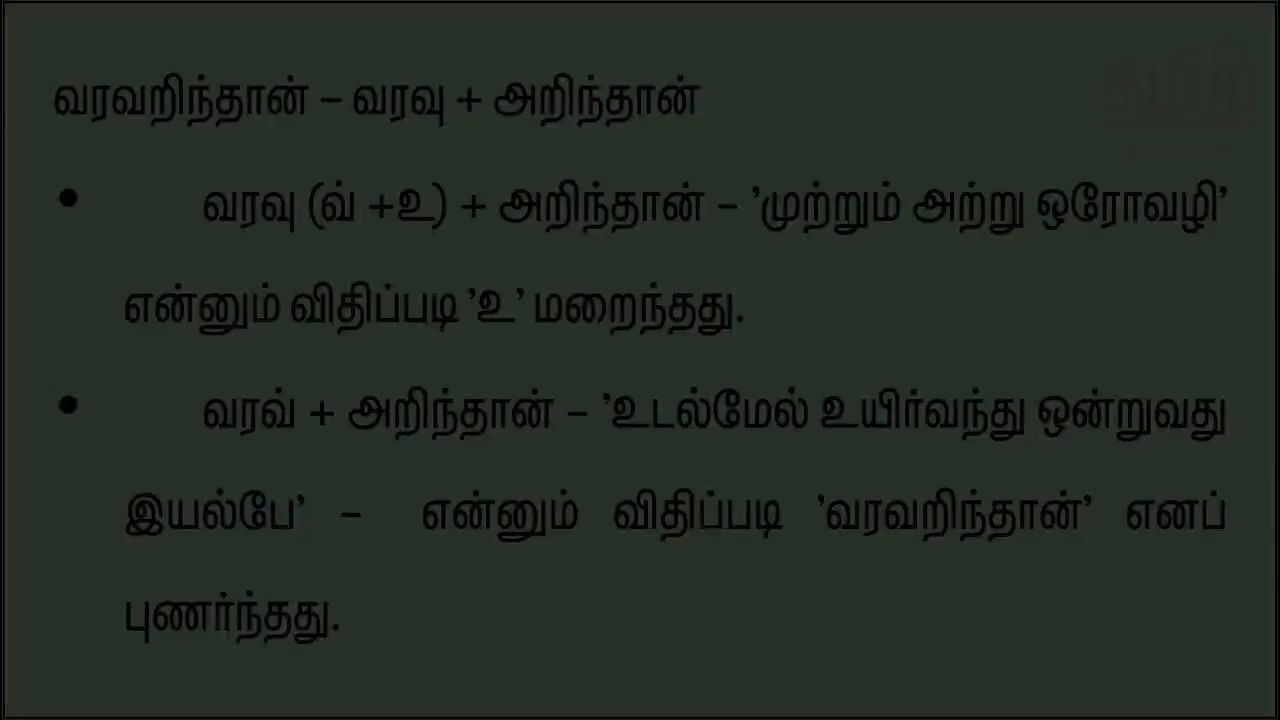 வரவறிந்தான் – வரவு + அறிந்தான்
• வரவு (வ் +உ) + அறிந்தான் – ’முற்றும் அற்று ஒரோவழி’
என்னும் விதிப்படி ’உ’ மறைந்தது.
• வரவ் + அறிந்தான் – ’உடல்மேல் உயிர்வந்து ஒன்றுவது
இயல்பே’ – என்னும் விதிப்படி ’வரவறிந்தான்’ எனப்
புணர்ந்தது.